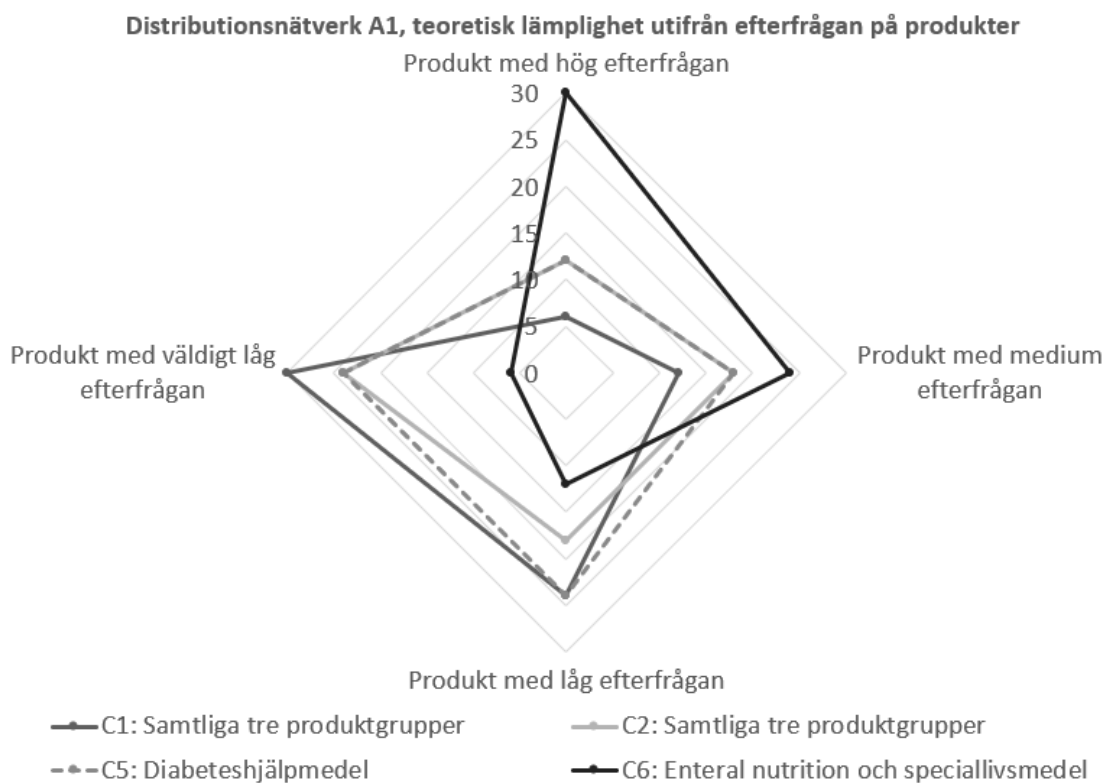 Distributionsnätverk A1, teoretisk lämplighet utifrån efterfrågan på produkter
Produkt med hög efterfrågan
30
25
20
15
10
5
0
Produkt med väldigt låg
efterfrågan
Produkt med medium
efterfrågan
Produkt med låg efterfrågan
C1: Samtliga tre produktgrupper
C2: Samtliga tre produktgrupper
C5: Diabeteshjälpmedel
C6: Enteral nutrition och speciallivsmedel